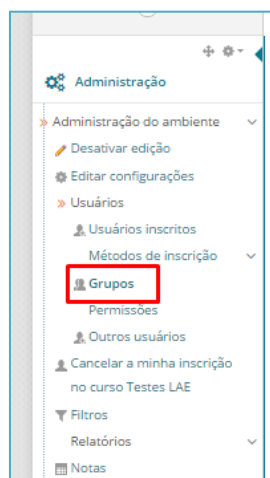 Administração
Administração do ambiente
Desativar edição
Editar configurações
Usuários
Usuários inscritos
Métodos de inscrição
Grupos
Permissões
Outros usuários
Cancelar a minha inscrição
no curso Testes LAE
Filtros
Relatórios
Notas